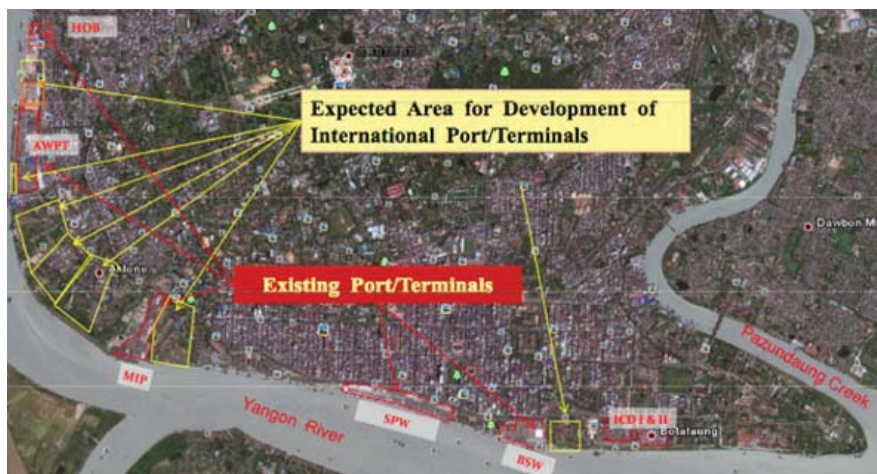 HOB
Expected Area for Development of
International Port/Terminals
AWPT
Dawbon M
Ahlone
Existing Port/Terminals
MIP
Pazundaung Creek
Yangon River
SPW
ICD I & II
Botataung
BSW